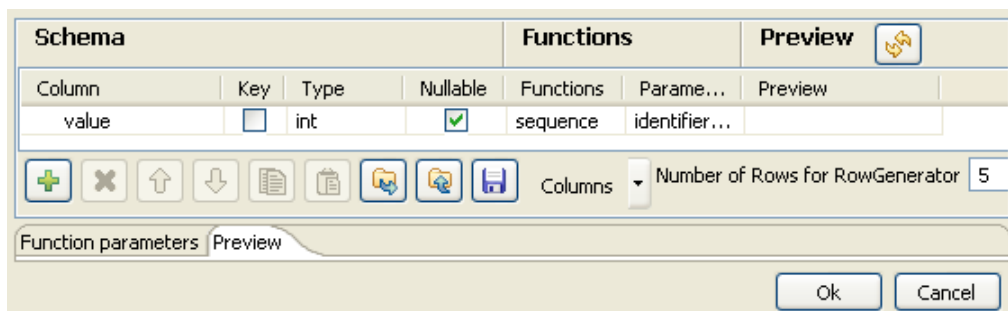 Schema Functions Preview
Column Key Type Nullable Functions Parame... Preview
value int sequence identifier...
Columns Number of Rows for RowGenerator 5
Function parameters Preview
Ok Cancel